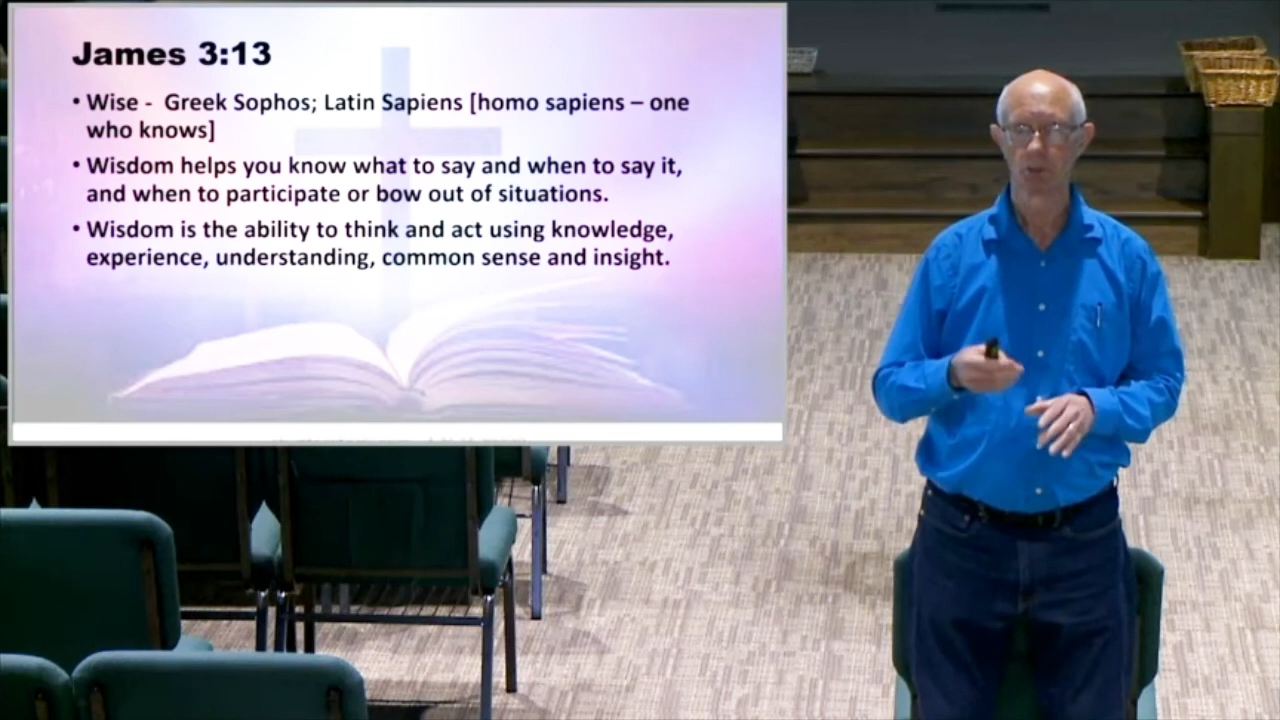 James 3:13
• Wise - Greek Sophos; Latin Sapiens [homo sapiens – one
who knows]
• Wisdom helps you know what to say and when to say it,
and when to participate or bow out of situations.
• Wisdom is the ability to think and act using knowledge,
experience, understanding, common sense and insight.